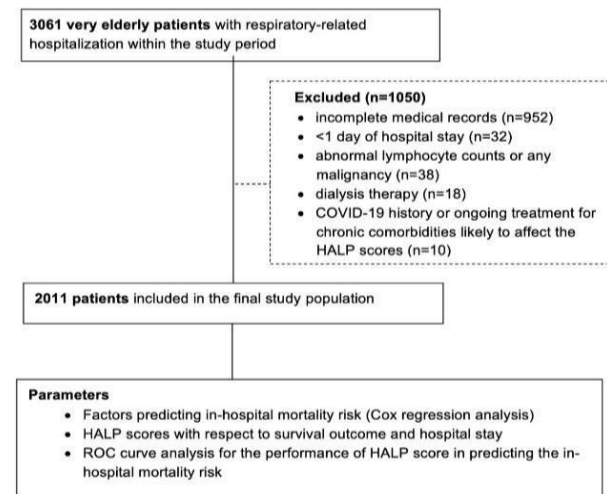 3061 very elderly patients with respiratory-related
hospitalization within the study period
Excluded (n=1050)
• incomplete medical records (n=952)
• <1 day of hospital stay (n=32)
• abnormal lymphocyte counts or any
malignancy (n=38)
• dialysis therapy (n=18)
• COVID-19 history or ongoing treatment for
chronic comorbidities likely to affect the
HALP scores (n=10)
2011 patients included in the final study population
Parameters
• Factors predicting in-hospital mortality risk (Cox regression analysis)
• HALP scores with respect to survival outcome and hospital stay
• ROC curve analysis for the performance of HALP score in predicting the in-
hospital mortality risk